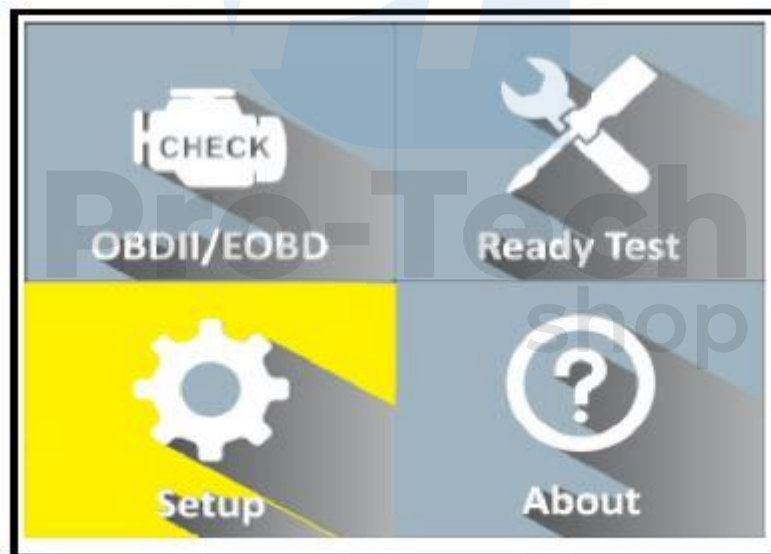 CHECK
OBDII/EOBD
Ready Test
Pro-Tech
shop
Setup
About